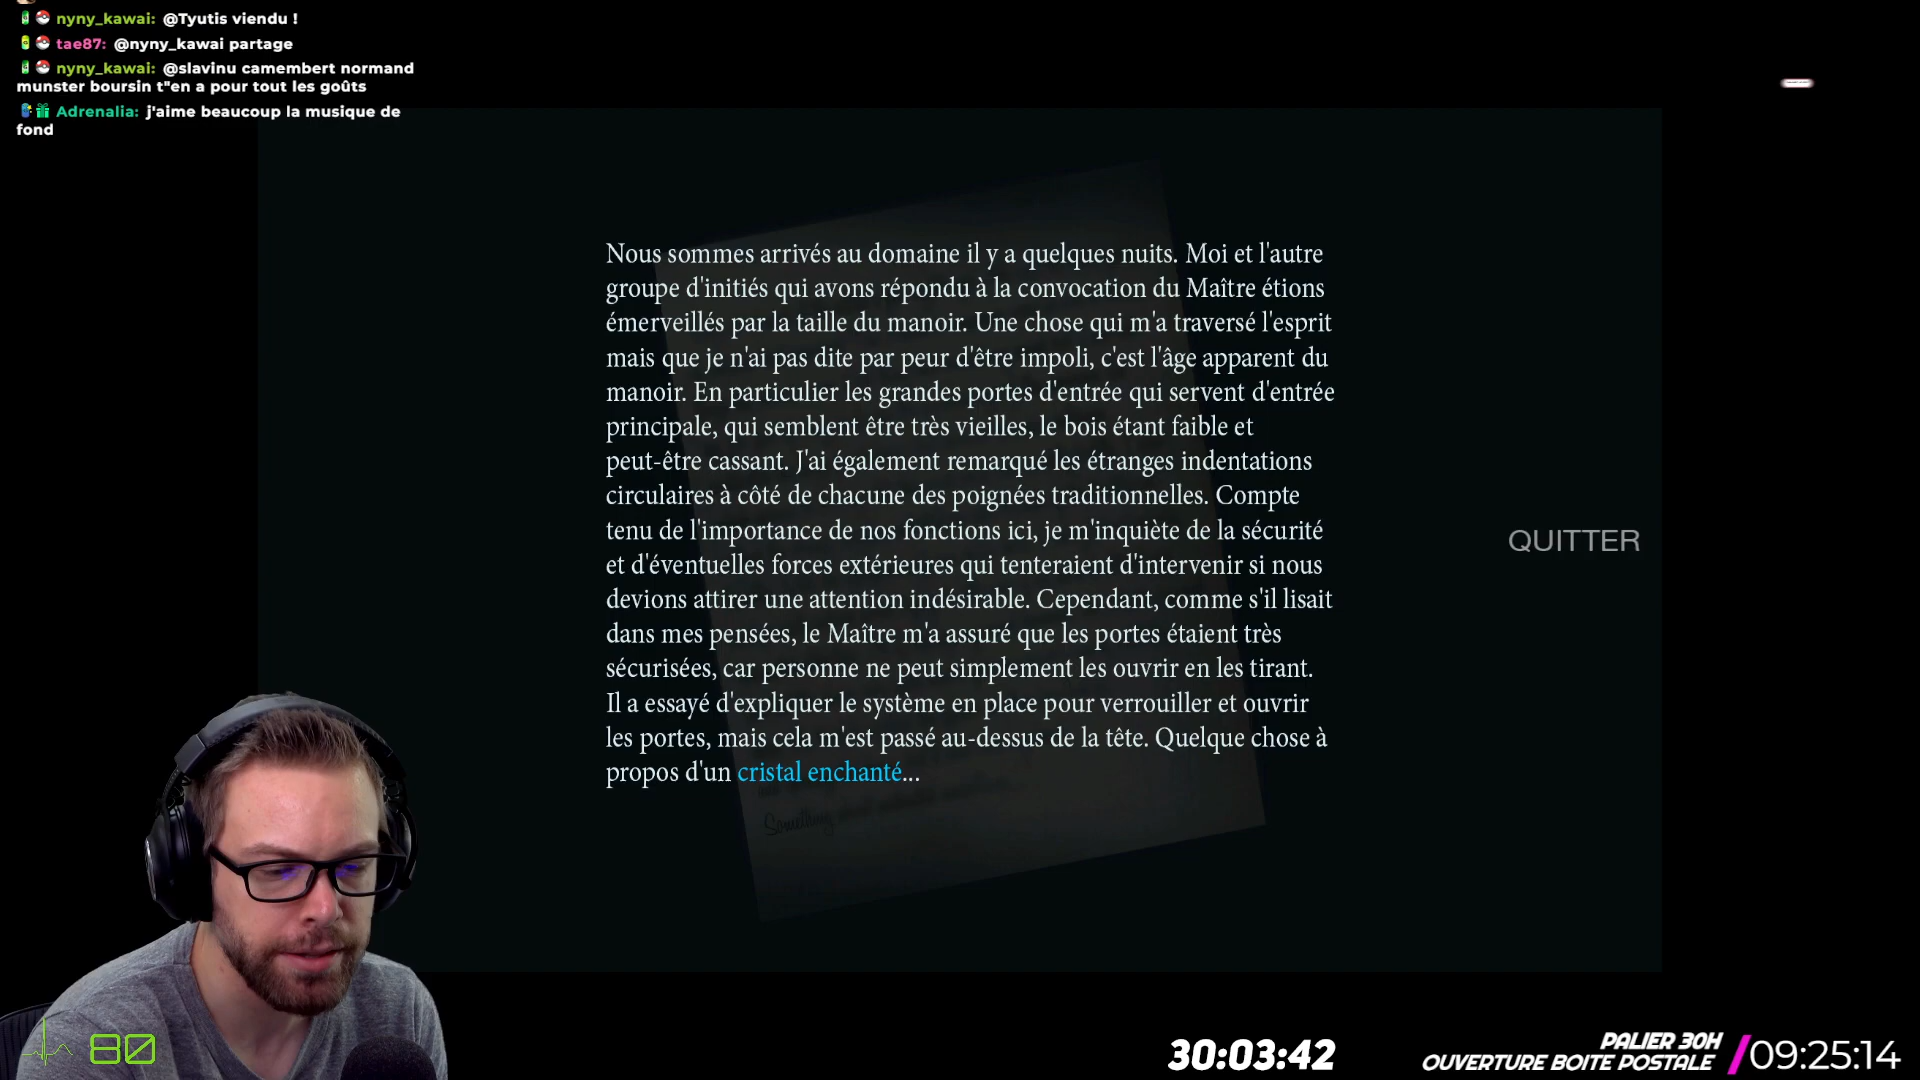 nyny_kawai: @Tyutis viendu !
tae87: @nyny_kawai partage
nyny_kawai: @slavinu camembert normand
munster boursin t"en a pour tout les goûts
Adrenalia: j'aime beaucoup la musique de
fond
Nous sommes arrivés au domaine il y a quelques nuits. Moi et l'autre
groupe d'initiés qui avons répondu à la convocation du Maître étions
émerveillés par la taille du manoir. Une chose qui m'a traversé l'esprit
mais que je n'ai pas dite par peur d'être impoli, c'est l'âge apparent du
manoir. En particulier les grandes portes d'entrée qui servent d'entrée
principale, qui semblent être très vieilles, le bois étant faible et
peut-être cassant. J'ai également remarqué les étranges indentations
circulaires à côté de chacune des poignées traditionnelles. Compte
tenu de l'importance de nos fonctions ici, je m'inquiète de la sécurité
et d'éventuelles forces extérieures qui tenteraient d'intervenir si nous
devions attirer une attention indésirable. Cependant, comme s'il lisait
dans mes pensées, le Maître m'a assuré que les portes étaient très
sécurisées, car personne ne peut simplement les ouvrir en les tirant.
Il a essayé d'expliquer le système en place pour verrouiller et ouvrir
les portes, mais cela m'est passé au-dessus de la tête. Quelque chose à
propos d'un cristal enchanté...
Something
QUITTER
80
30:03:42
PALIER 30H
OUVERTURE BOITE POSTALE
09:25:14